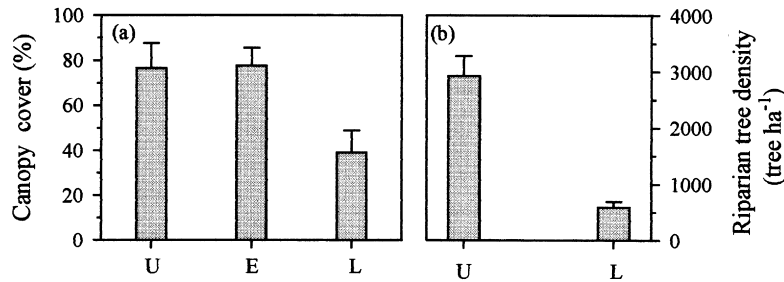 Canopy cover (%)
100
80
60
40
20
0
(a)
U E L
(b)
U L
4000
3000
2000
1000
0
Riparian tree density
(tree ha⁻¹)